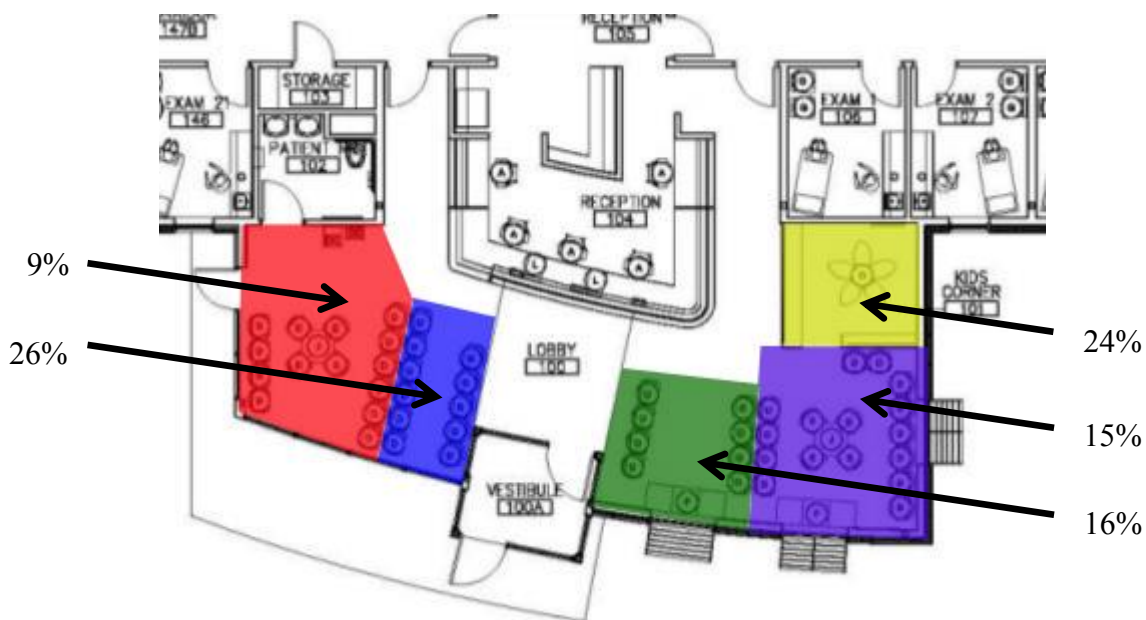 147B
RECEPTION
105
STORAGE
103
EXAM 21
146
PATIENT
102
EXAM 1
106
EXAM 2
107
RECEPTION
104
A
A
A
A
A
L
L
9%
KIDS
CORNER
101
24%
26%
LOBBY
100
15%
VESTIBULE
100A
16%